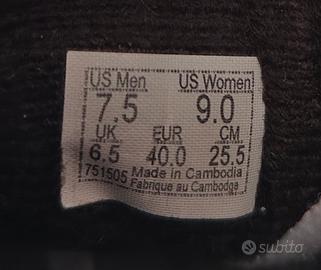 US Men US Women
7.5 9.0
UK EUR CM
6.5 40.0 25.5
751505 Made in Cambodia
Fabrique au Cambodge
subito